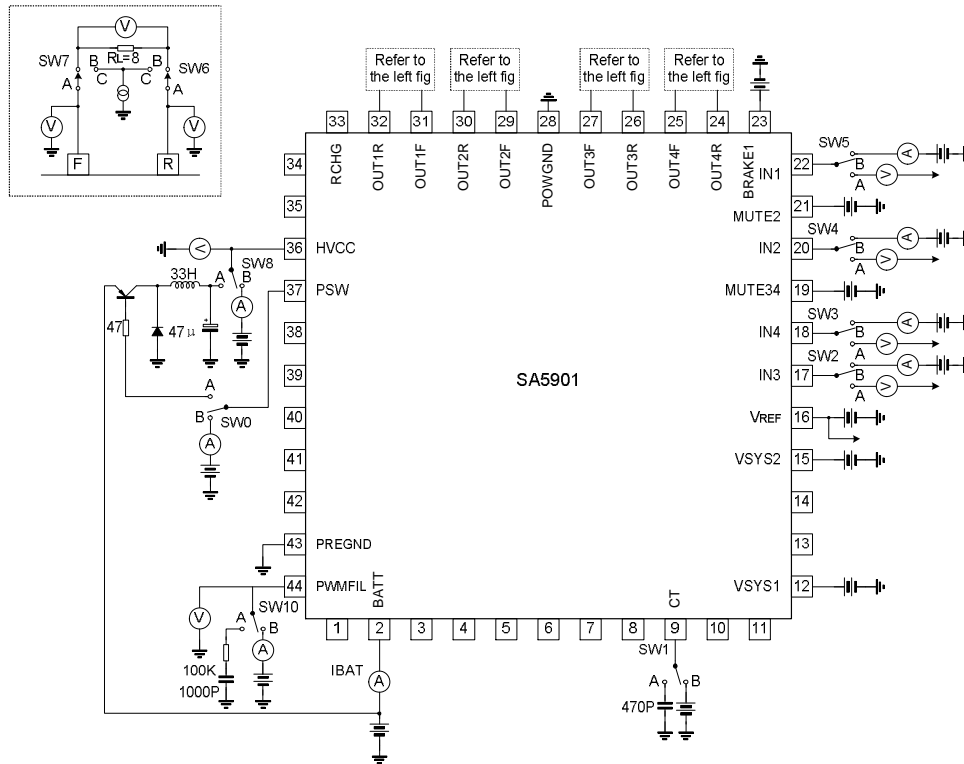 V
SW7
B
RL=8
B
SW6
A
C
C
A
V
V
F
R
Refer to
the left fig
Refer to
the left fig
Refer to
the left fig
Refer to
the left fig
33
32
31
30
29
28
27
26
25
24
23
RCHG
OUT1R
OUT1F
OUT2R
OUT2F
POWGND
OUT3F
OUT3R
OUT4F
OUT4R
BRAKE1
34
35
36 HVCC
37 PSW
38
39
40
41
42
43 PREGND
44 PWMFIL
V
SW8
33H
A
B
A
47
47μ
A
B
SW0
A
SA5901
IN1 22
SW5
B
A
A
V
MUTE2 21
IN2 20
SW4
B
A
A
V
MUTE34 19
IN4 18
SW3
B
A
A
V
IN3 17
SW2
B
A
A
V
VREF 16
VSYS2 15
14
13
VSYS1 12
BATT
CT
1
2
3
4
5
6
7
8
9
10
11
V
SW10
A
B
A
100K
1000P
IBAT
A
SW1
A
B
470P